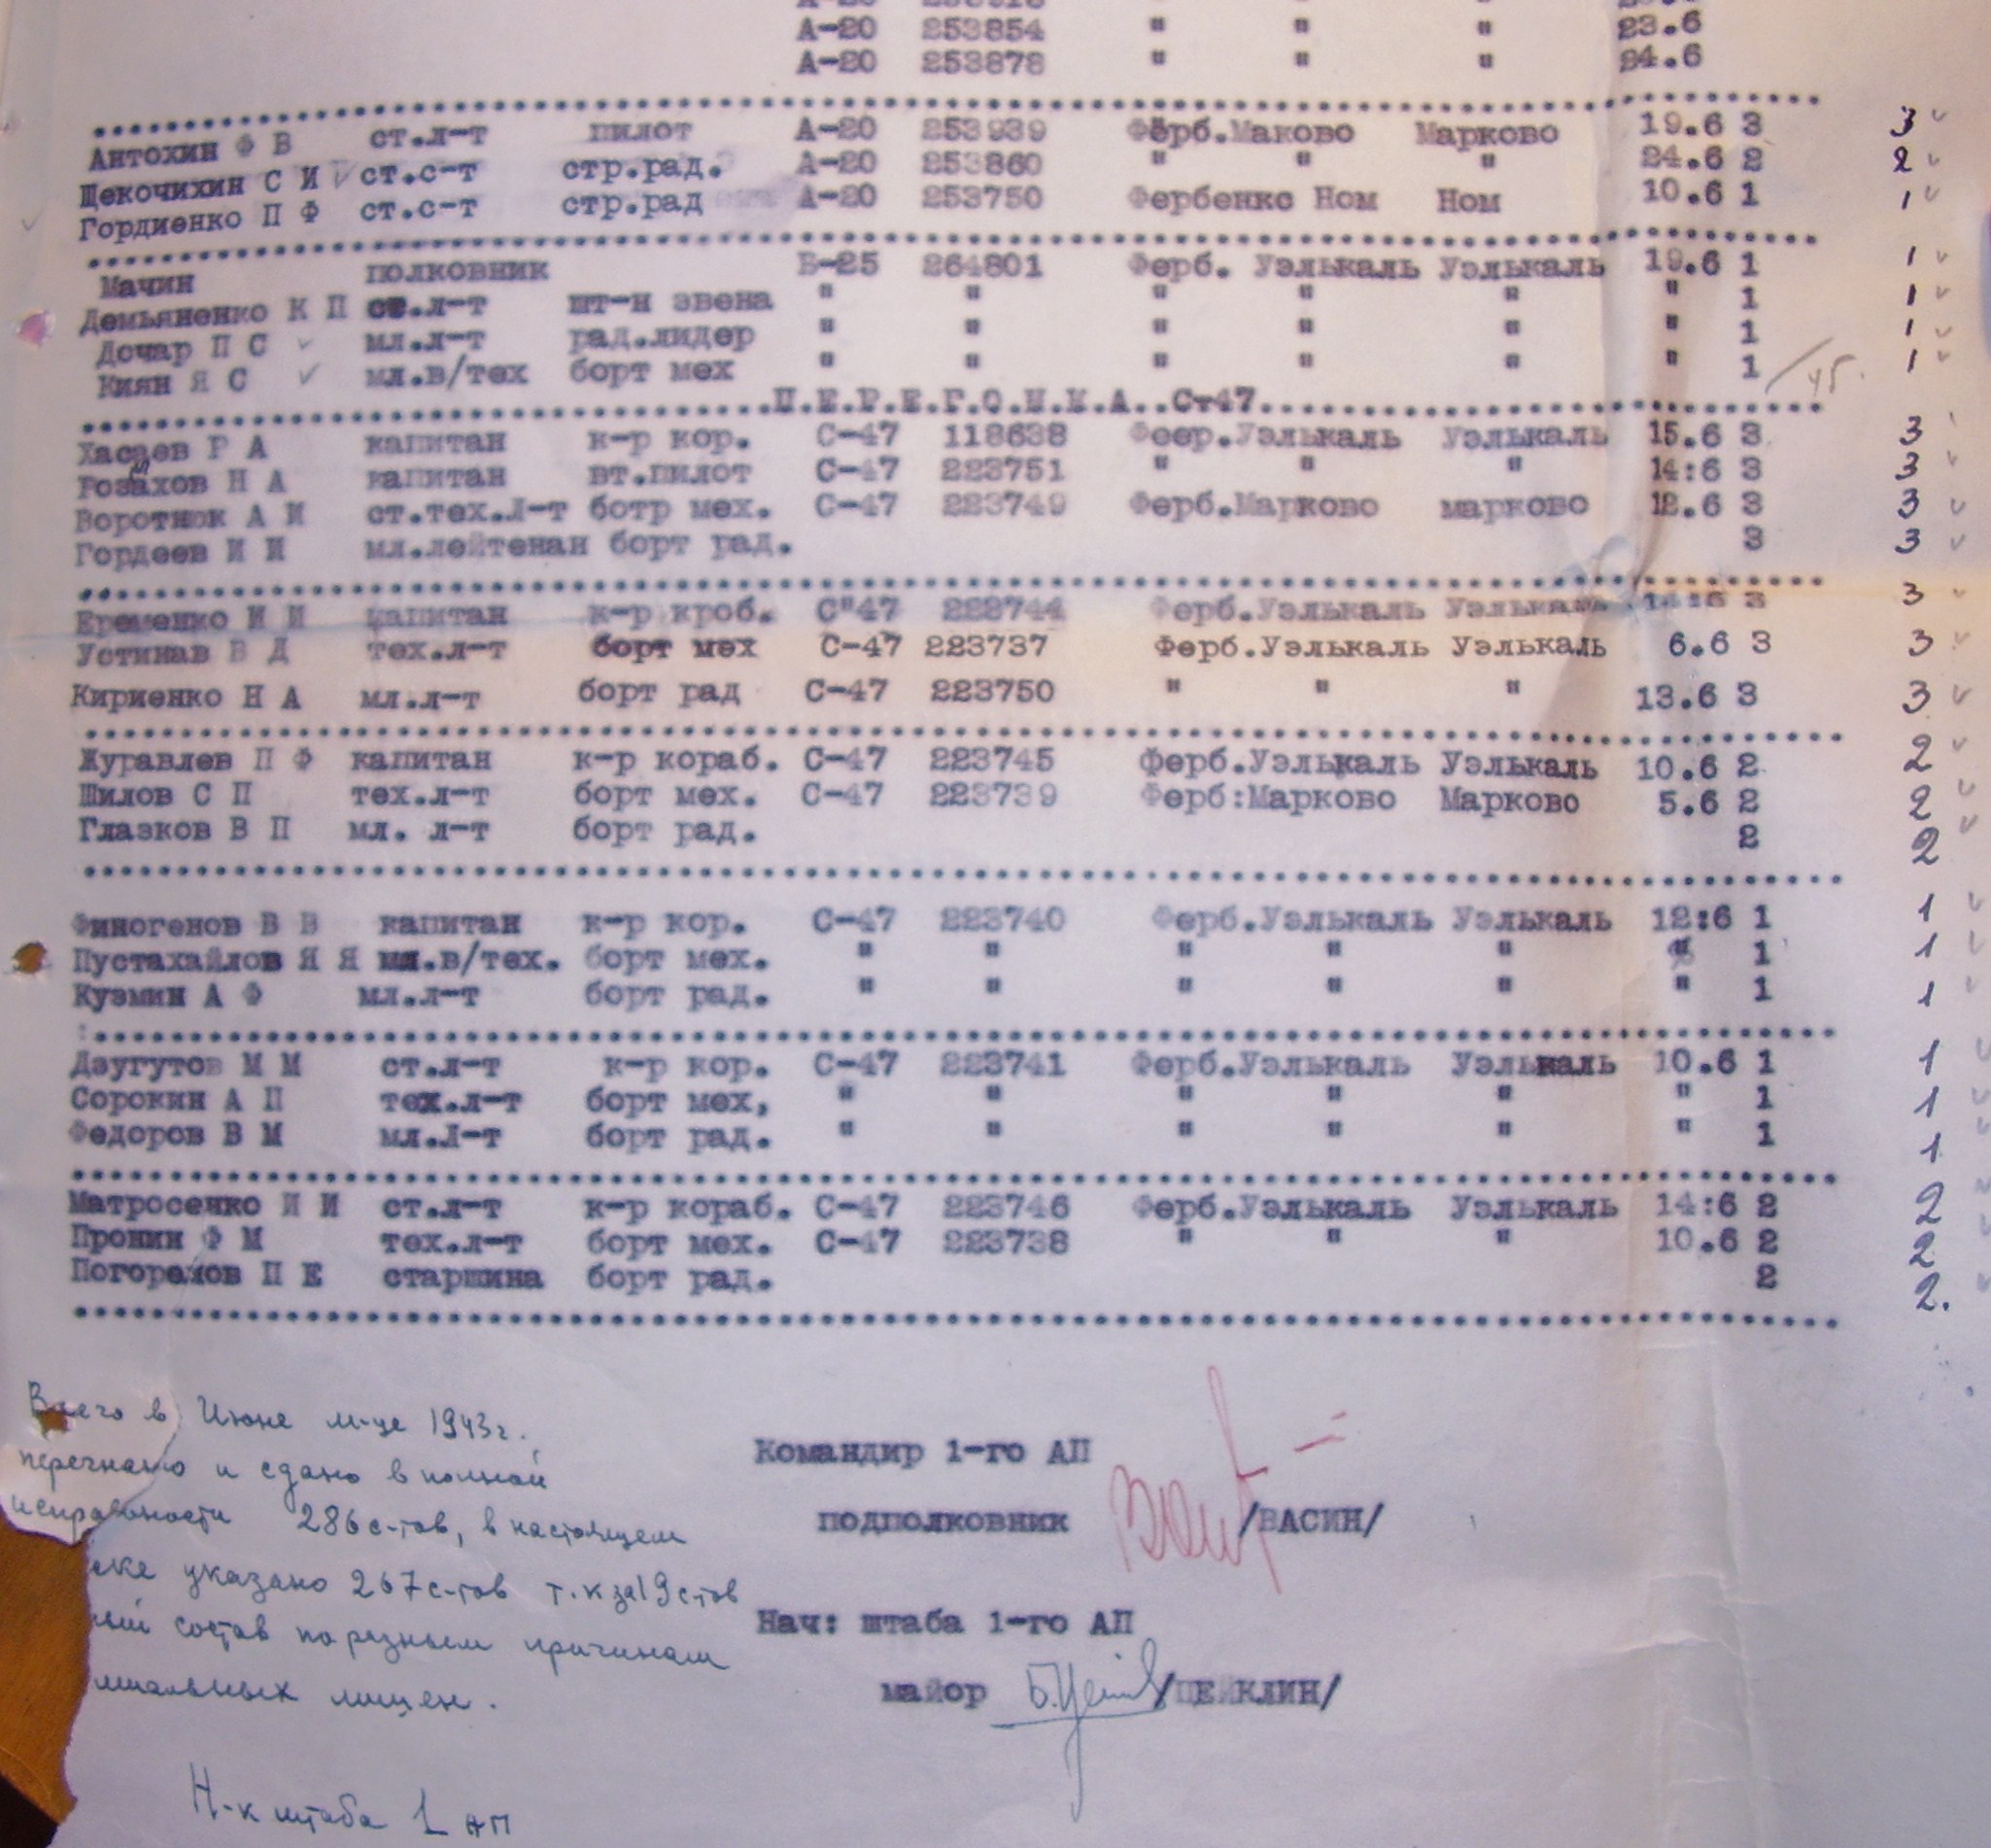 А-20 253854 " " " 23.6
А-20 253878 " " " 24.6
Антохин Ф В ст.л-т пилот А-20 253939 Ферб.Маково Марково 19.6 3 3
Щекочихин С И ст.с-т стр.рад. А-20 253860 " " " 24.6 2 2
Гордиенко П Ф ст.с-т стр.рад А-20 253750 Фербенкс Ном Ном 10.6 1 1
Мачин полковник Б-25 264801 Ферб. Уэлькаль Уэлькаль 19.6 1 1
Демьяненко К П ст.л-т шт-н звена " " " " " " 1 1
Дочар П С мл.л-т рад.лидер " " " " " " 1 1
Киян Я С мл.в/тех борт мех " " " " " " 1 1
П.Е.Р.Е.Г.О.Н.К.А..Ст47
Хасаев Р А капитан к-р кор. С-47 118638 Феер.Уэлькаль Уэлькаль 15.6 3 3
Розахов Н А капитан вт.пилот С-47 223751 " " " 14:6 3 3
Воротнюк А И ст.тех.л-т ботр мех. С-47 223749 Ферб.Марково марково 12.6 3 3
Гордеев И И мл.лейтенан борт рад. 3 3
Еременко И И капитан к-р кроб. С"47 222744 Ферб.Уэлькаль Уэлькаль 14:6 3 3
Устинав В Д тех.л-т борт мех С-47 223737 Ферб.Уэлькаль Уэлькаль 6.6 3 3
Кириенко Н А мл.л-т борт рад С-47 223750 " " " 13.6 3 3
Журавлев П Ф капитан к-р кораб. С-47 223745 Ферб.Уэлькаль Уэлькаль 10.6 2 2
Шилов С П тех.л-т борт мех. С-47 223739 Ферб:Марково Марково 5.6 2 2
Глазков В П мл. л-т борт рад. 2 2
Финогенов В В капитан к-р кор. С-47 223740 Ферб.Уэлькаль Уэлькаль 12:6 1 1
Пустахайлов Я Я мл.в/тех. борт мех. " " " " " " 1 1
Кузмин А Ф мл.л-т борт рад. " " " " " " 1 1
Дзугутов М М ст.л-т к-р кор. С-47 223741 Ферб.Уэлькаль Уэлькаль 10.6 1 1
Сорокин А П тех.л-т борт мех, " " " " " " 1 1
Федоров В М мл.л-т борт рад. " " " " " " 1 1
Матросенко И И ст.л-т к-р кораб. С-47 223746 Ферб.Уэлькаль Уэлькаль 14:6 2 2
Пронин Ф М тех.л-т борт мех. С-47 223738 " " " 10.6 2 2
Погорелов П Е старшина борт рад. 2 2.
Всего в Июне м-це 1943г.
перегнано и сдано в полной
исправности 286 с-тов, в настоящем
ске указано 267 с-тов т.к за 19 стов
ный состав по разным причинам
миальных лишен.
Н-к штаба 1 АП
Командир 1-го АП
подполковник /ВАСИН/
Нач: штаба 1-го АП
майор /ЦЕЙКЛИН/